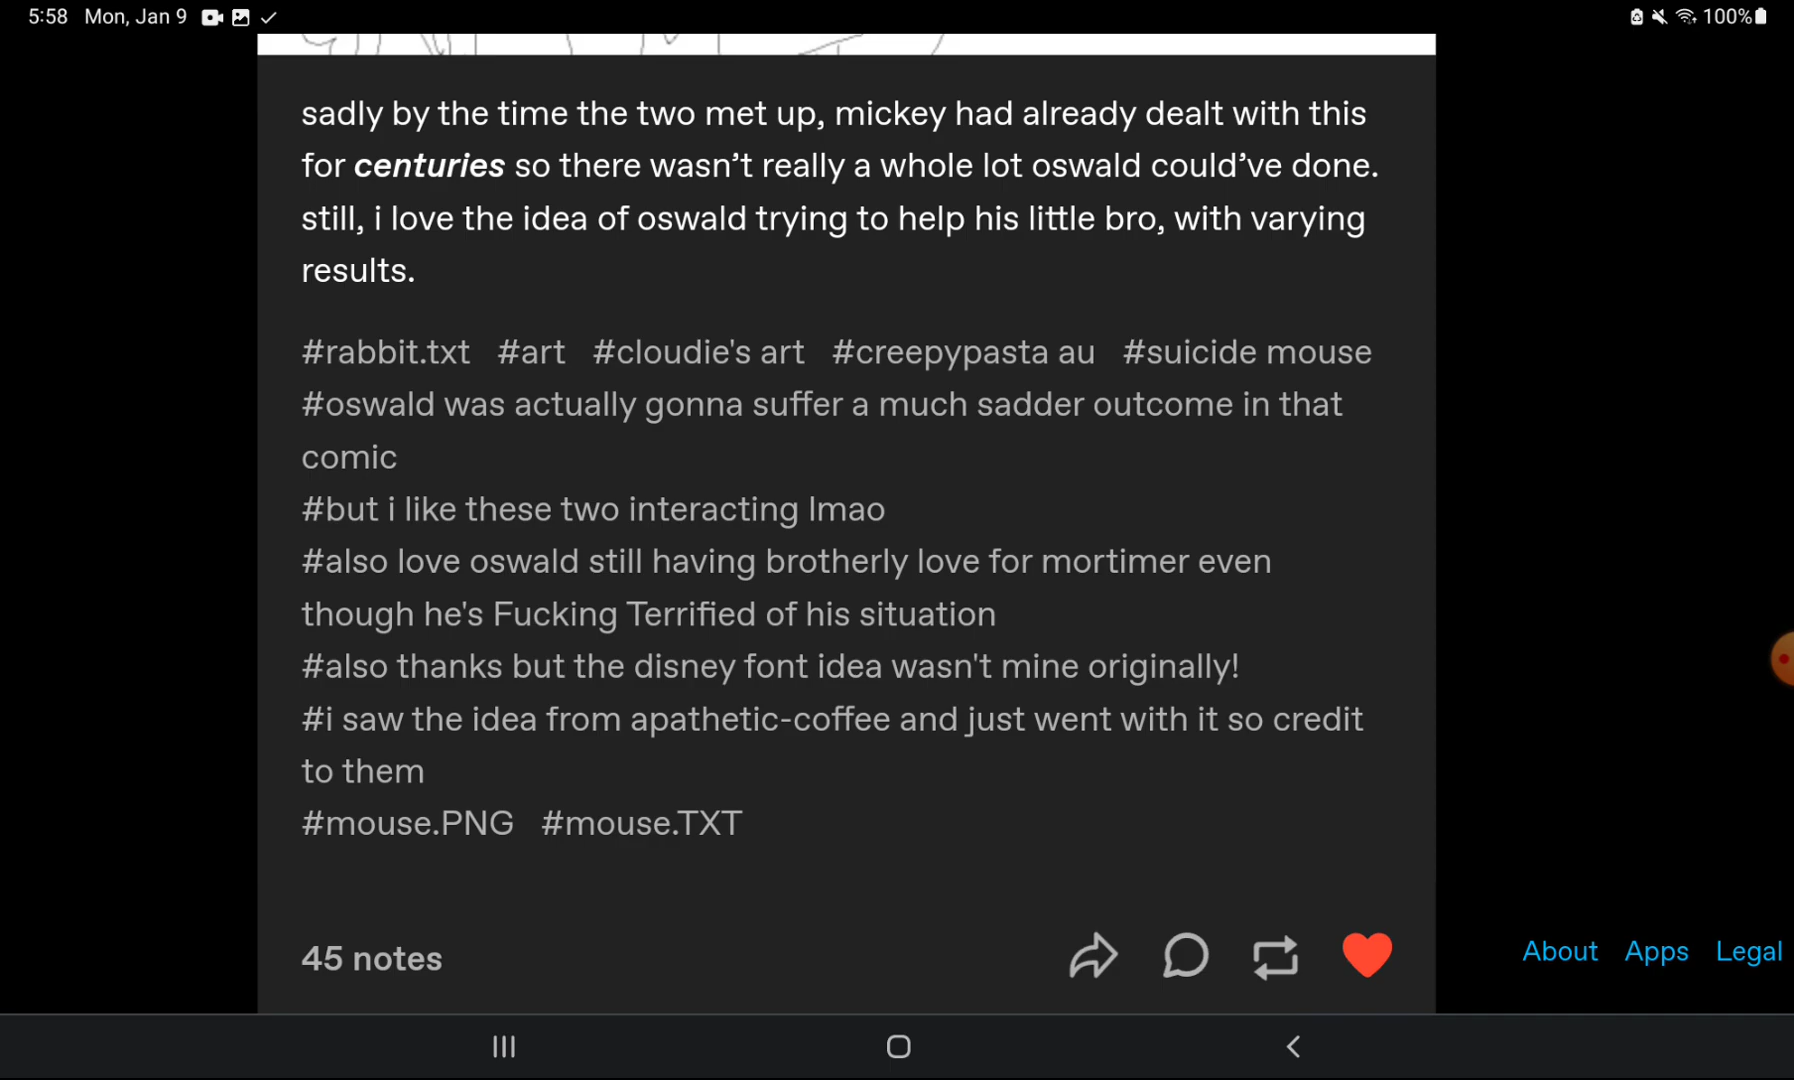 5:58 Mon, Jan 9 100%
sadly by the time the two met up, mickey had already dealt with this
for centuries so there wasn’t really a whole lot oswald could’ve done.
still, i love the idea of oswald trying to help his little bro, with varying
results.
#rabbit.txt #art #cloudie's art #creepypasta au #suicide mouse
#oswald was actually gonna suffer a much sadder outcome in that
comic
#but i like these two interacting lmao
#also love oswald still having brotherly love for mortimer even
though he's Fucking Terrified of his situation
#also thanks but the disney font idea wasn't mine originally!
#i saw the idea from apathetic-coffee and just went with it so credit
to them
#mouse.PNG #mouse.TXT
45 notes
About Apps Legal